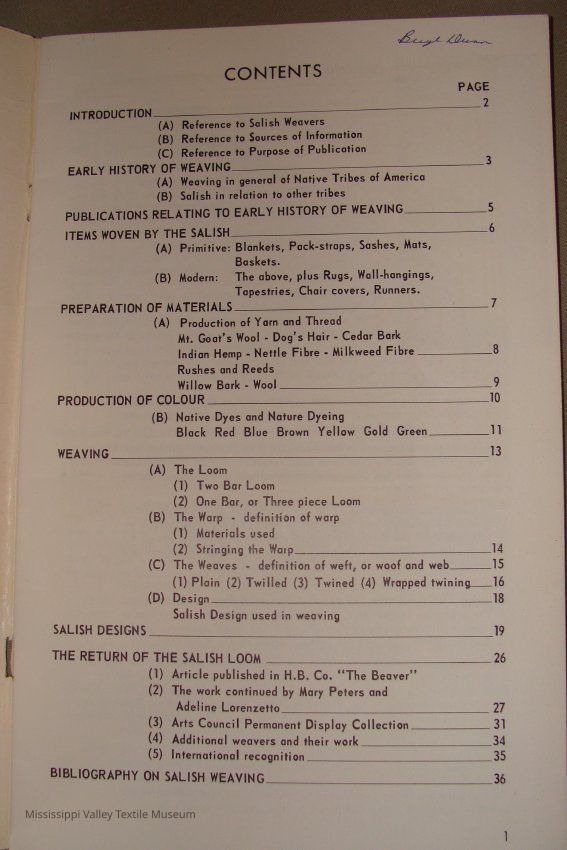 Beryl Dunn
CONTENTS
PAGE
INTRODUCTION 2
(A) Reference to Salish Weavers
(B) Reference to Sources of Information
(C) Reference to Purpose of Publication
EARLY HISTORY OF WEAVING 3
(A) Weaving in general of Native Tribes of America
(B) Salish in relation to other tribes
PUBLICATIONS RELATING TO EARLY HISTORY OF WEAVING 5
ITEMS WOVEN BY THE SALISH 6
(A) Primitive: Blankets, Pack-straps, Sashes, Mats,
Baskets.
(B) Modern: The above, plus Rugs, Wall-hangings,
Tapestries, Chair covers, Runners.
PREPARATION OF MATERIALS 7
(A) Production of Yarn and Thread
Mt. Goat's Wool - Dog's Hair - Cedar Bark
Indian Hemp - Nettle Fibre - Milkweed Fibre 8
Rushes and Reeds
Willow Bark - Wool 9
PRODUCTION OF COLOUR 10
(B) Native Dyes and Nature Dyeing
Black Red Blue Brown Yellow Gold Green 11
WEAVING 13
(A) The Loom
(1) Two Bar Loom
(2) One Bar, or Three piece Loom
(B) The Warp - definition of warp
(1) Materials used
(2) Stringing the Warp 14
(C) The Weaves - definition of weft, or woof and web 15
(1) Plain (2) Twilled (3) Twined (4) Wrapped twining 16
(D) Design 18
Salish Design used in weaving
SALISH DESIGNS 19
THE RETURN OF THE SALISH LOOM 26
(1) Article published in H.B. Co. "The Beaver"
(2) The work continued by Mary Peters and
Adeline Lorenzetto 27
(3) Arts Council Permanent Display Collection 31
(4) Additional weavers and their work 34
(5) International recognition 35
BIBLIOGRAPHY ON SALISH WEAVING 36
Mississippi Valley Textile Museum
1